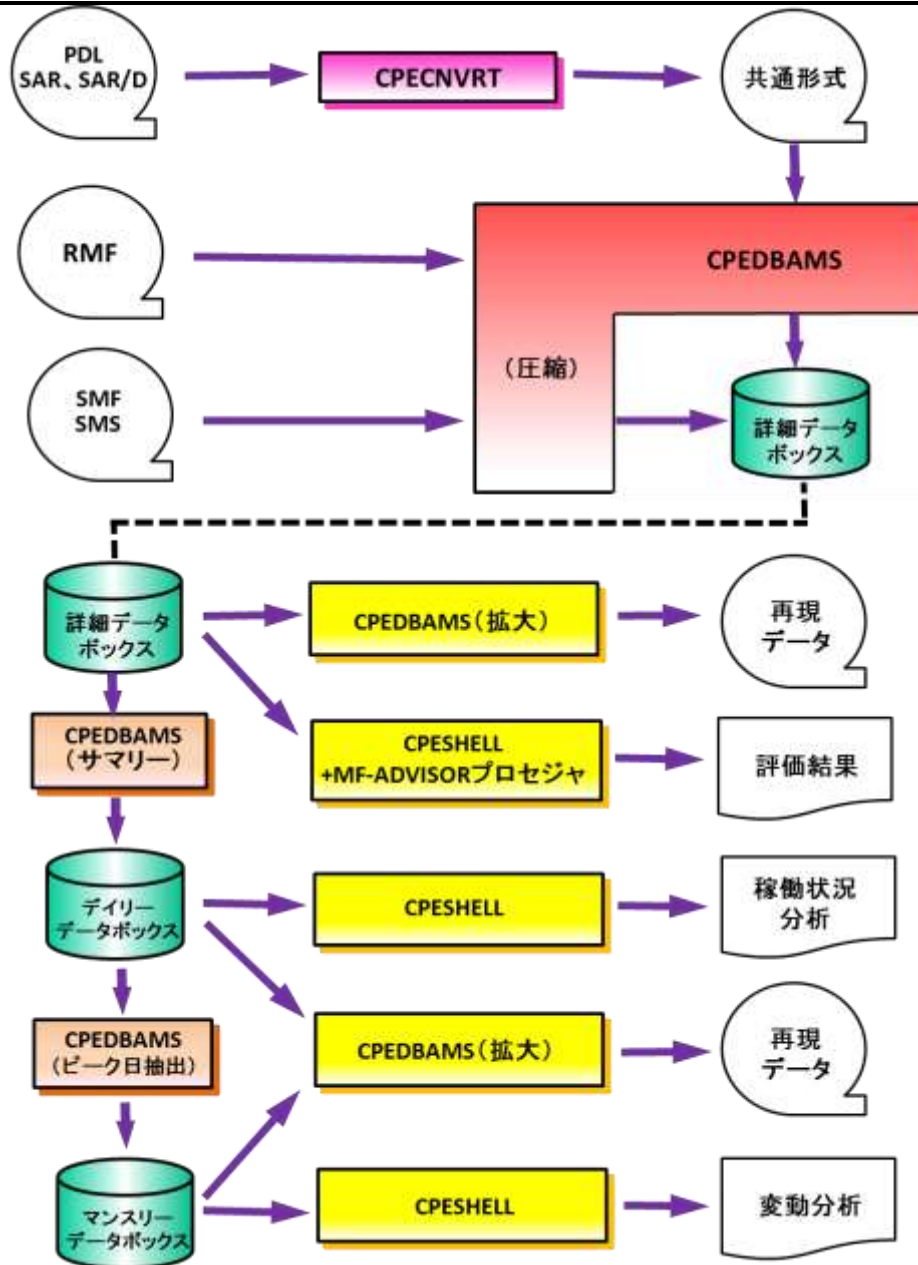 PDL
SAR、SAR/D
CPECNVRT
共通形式
RMF
CPEDBAMS
(圧縮)
SMF
SMS
詳細データ
ボックス
詳細データ
ボックス
CPEDBAMS(拡大)
再現
データ
CPEDBAMS
(サマリー)
CPESHELL
+MF-ADVISORプロセジャ
評価結果
デイリー
データボックス
CPESHELL
稼働状況
分析
CPEDBAMS
(ピーク日抽出)
CPEDBAMS(拡大)
再現
データ
マンスリー
データボックス
CPESHELL
変動分析